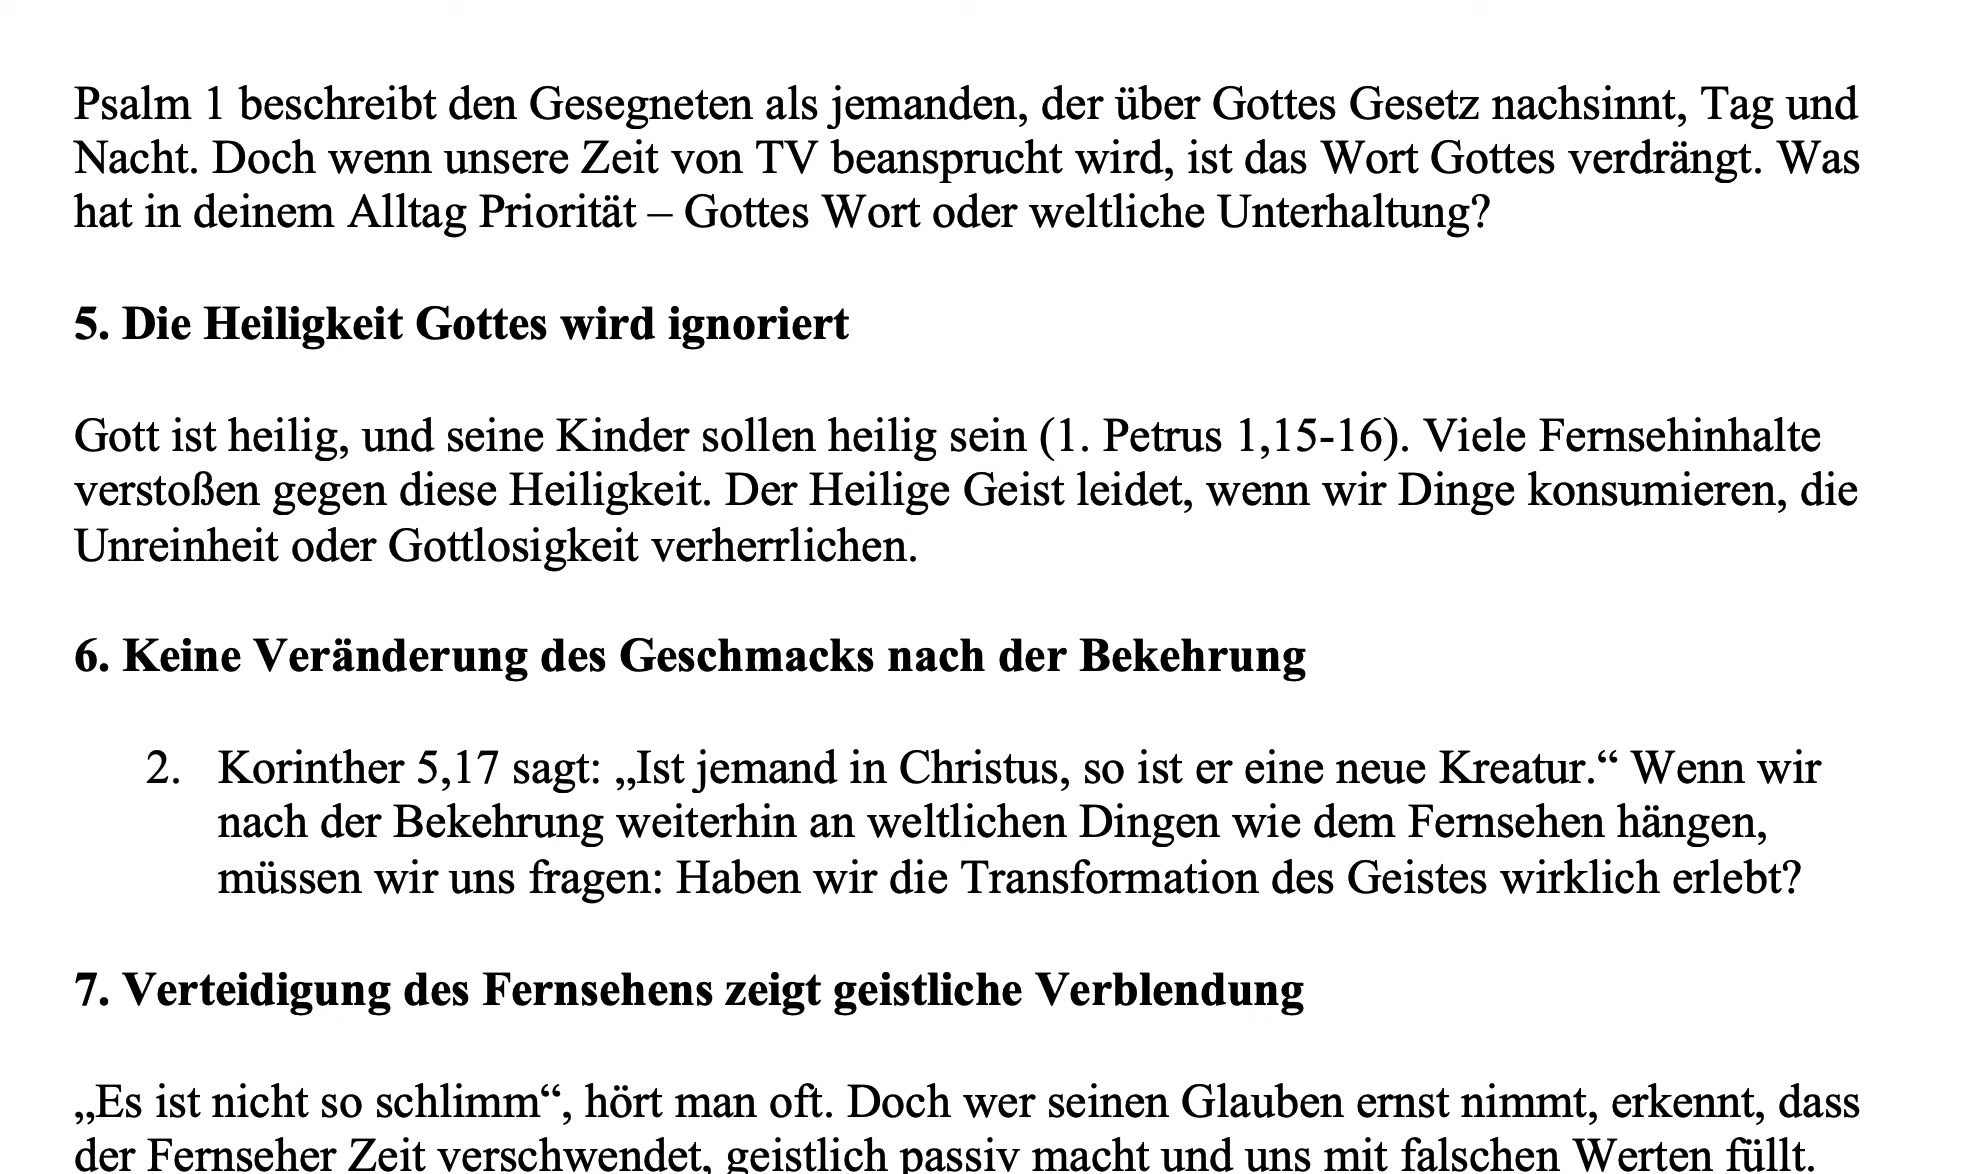 Psalm 1 beschreibt den Gesegneten als jemanden, der über Gottes Gesetz nachsinnt, Tag und
Nacht. Doch wenn unsere Zeit von TV beansprucht wird, ist das Wort Gottes verdrängt. Was
hat in deinem Alltag Priorität – Gottes Wort oder weltliche Unterhaltung?
5. Die Heiligkeit Gottes wird ignoriert
Gott ist heilig, und seine Kinder sollen heilig sein (1. Petrus 1,15-16). Viele Fernsehinhalte
verstoßen gegen diese Heiligkeit. Der Heilige Geist leidet, wenn wir Dinge konsumieren, die
Unreinheit oder Gottlosigkeit verherrlichen.
6. Keine Veränderung des Geschmacks nach der Bekehrung
2. Korinther 5,17 sagt: „Ist jemand in Christus, so ist er eine neue Kreatur.“ Wenn wir
nach der Bekehrung weiterhin an weltlichen Dingen wie dem Fernsehen hängen,
müssen wir uns fragen: Haben wir die Transformation des Geistes wirklich erlebt?
7. Verteidigung des Fernsehens zeigt geistliche Verblendung
„Es ist nicht so schlimm“, hört man oft. Doch wer seinen Glauben ernst nimmt, erkennt, dass
der Fernseher Zeit verschwendet, geistlich passiv macht und uns mit falschen Werten füllt.